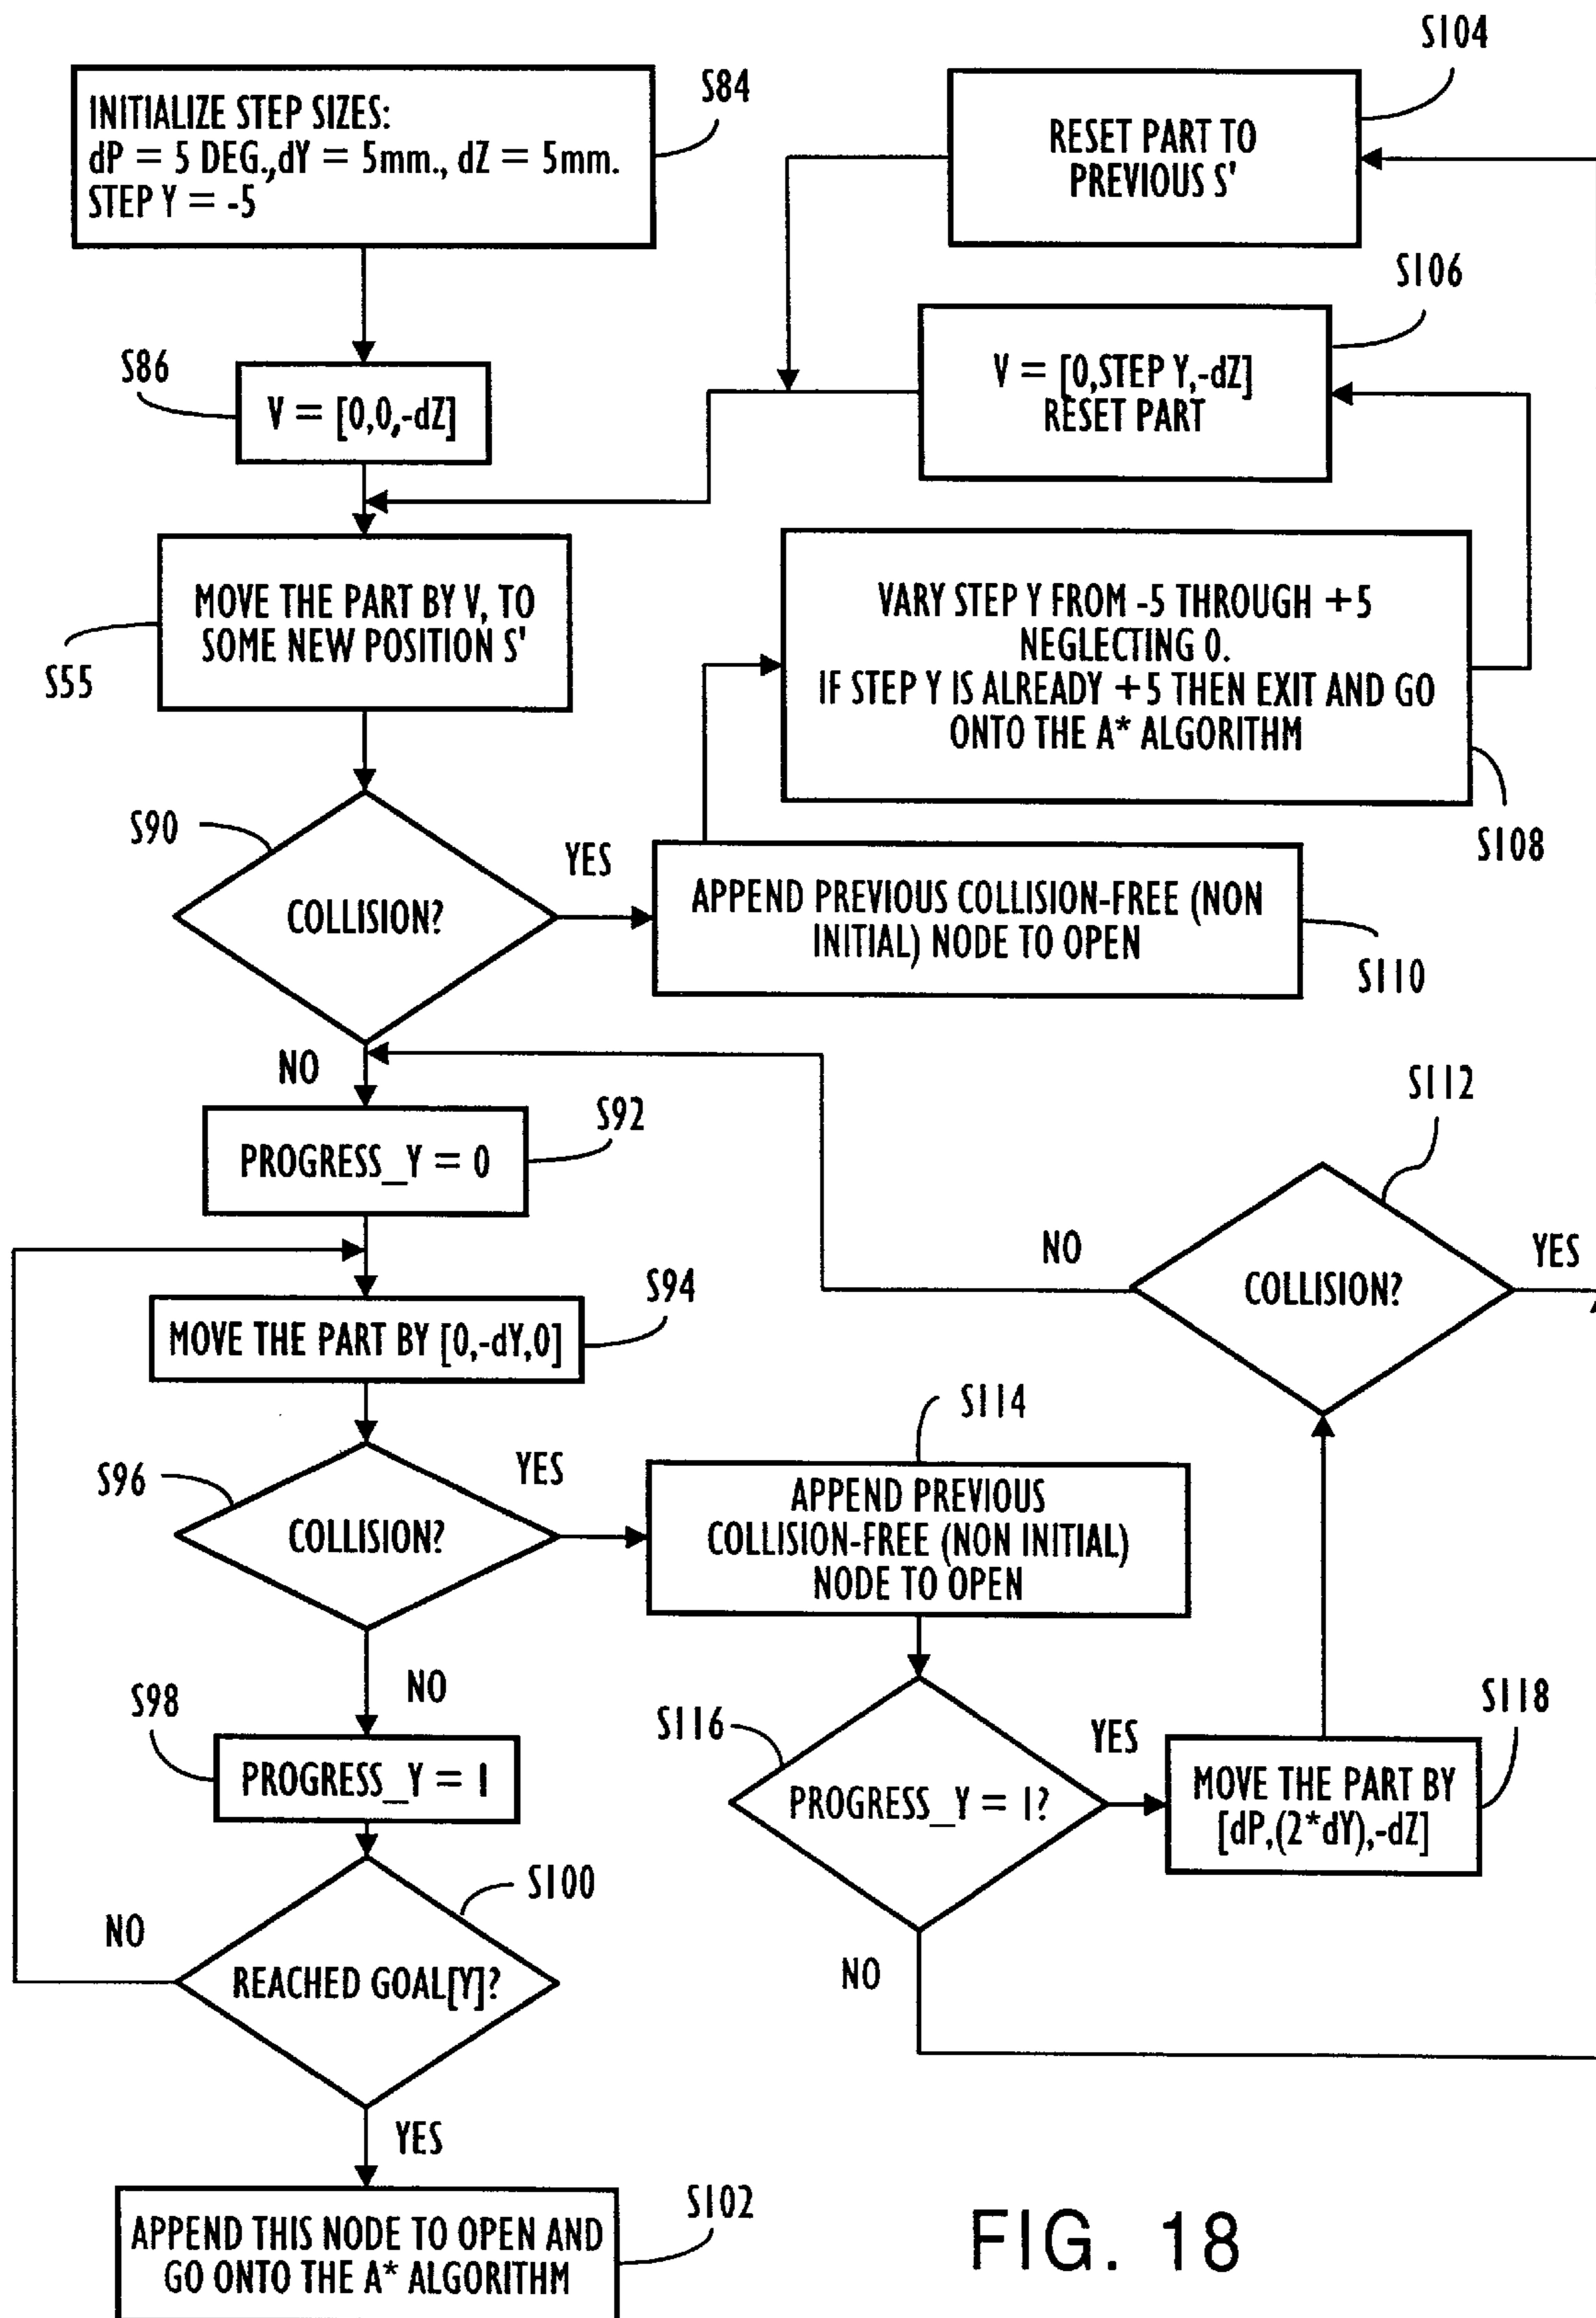 S84
INITIALIZE STEP SIZES:
dP = 5 DEG.,dY = 5mm., dZ = 5mm.
STEP Y = -5
S104
RESET PART TO
PREVIOUS S'
S86
V = [0,0,-dZ]
S106
V = [0,STEP Y,-dZ]
RESET PART
MOVE THE PART BY V, TO
SOME NEW POSITION S'
S55
VARY STEP Y FROM -5 THROUGH +5
NEGLECTING 0.
IF STEP Y IS ALREADY +5 THEN EXIT AND GO
ONTO THE A* ALGORITHM
S108
S90
COLLISION?
YES
APPEND PREVIOUS COLLISION-FREE (NON
INITIAL) NODE TO OPEN
S110
NO
PROGRESS_Y = 0
S92
S112
COLLISION?
NO
YES
MOVE THE PART BY [0,-dY,0]
S94
S96
COLLISION?
YES
S114
APPEND PREVIOUS
COLLISION-FREE (NON INITIAL)
NODE TO OPEN
NO
S98
PROGRESS_Y = 1
S116
PROGRESS_Y = 1?
YES
S118
MOVE THE PART BY
[dP,(2*dY),-dZ]
NO
S100
REACHED GOAL[Y]?
NO
YES
S102
APPEND THIS NODE TO OPEN AND
GO ONTO THE A* ALGORITHM
FIG. 18